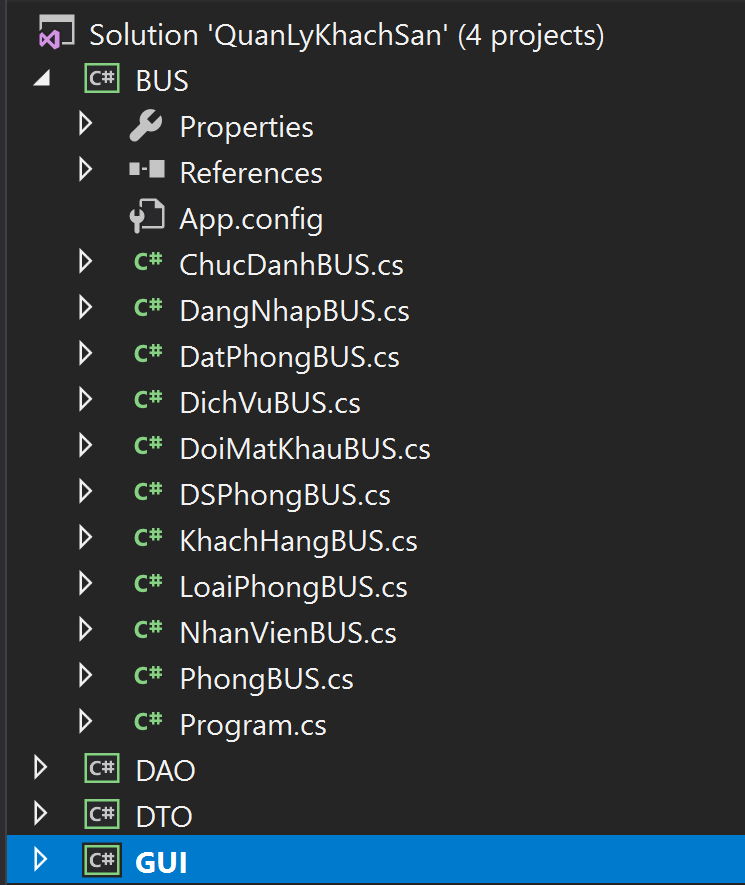 Solution 'QuanLyKhachSan' (4 projects)
C# BUS
Properties
References
App.config
C# ChucDanhBUS.cs
C# DangNhapBUS.cs
C# DatPhongBUS.cs
C# DichVuBUS.cs
C# DoiMatKhauBUS.cs
C# DSPhongBUS.cs
C# KhachHangBUS.cs
C# LoaiPhongBUS.cs
C# NhanVienBUS.cs
C# PhongBUS.cs
C# Program.cs
C# DAO
C# DTO
C# GUI